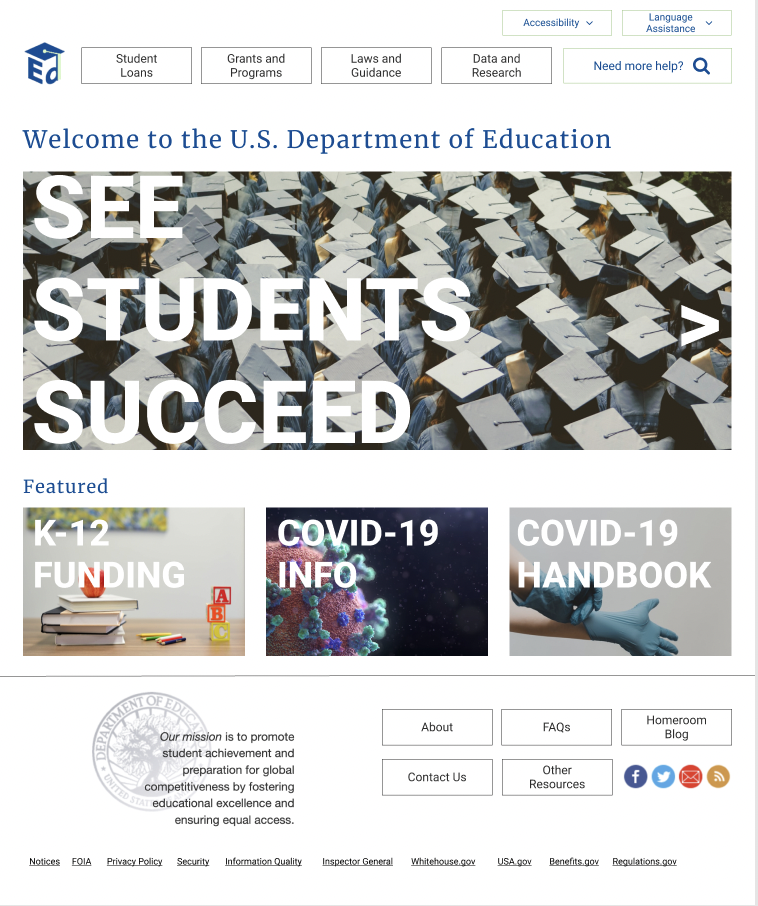 Accessibility
Language
Assistance
Ed
Student
Loans
Grants and
Programs
Laws and
Guidance
Data and
Research
Need more help?
Welcome to the U.S. Department of Education
SEE
STUDENTS
SUCCEED
>
Featured
K-12
FUNDING
A
B
C
COVID-19
INFO
COVID-19
HANDBOOK
DEPARTMENT OF EDUCA
UNITED STATE
Our mission is to promote
student achievement and
preparation for global
competitiveness by fostering
educational excellence and
ensuring equal access.
About
FAQs
Homeroom
Blog
Contact Us
Other
Resources
f
Notices FOIA Privacy Policy Security Information Quality Inspector General Whitehouse.gov USA.gov Benefits.gov Regulations.gov